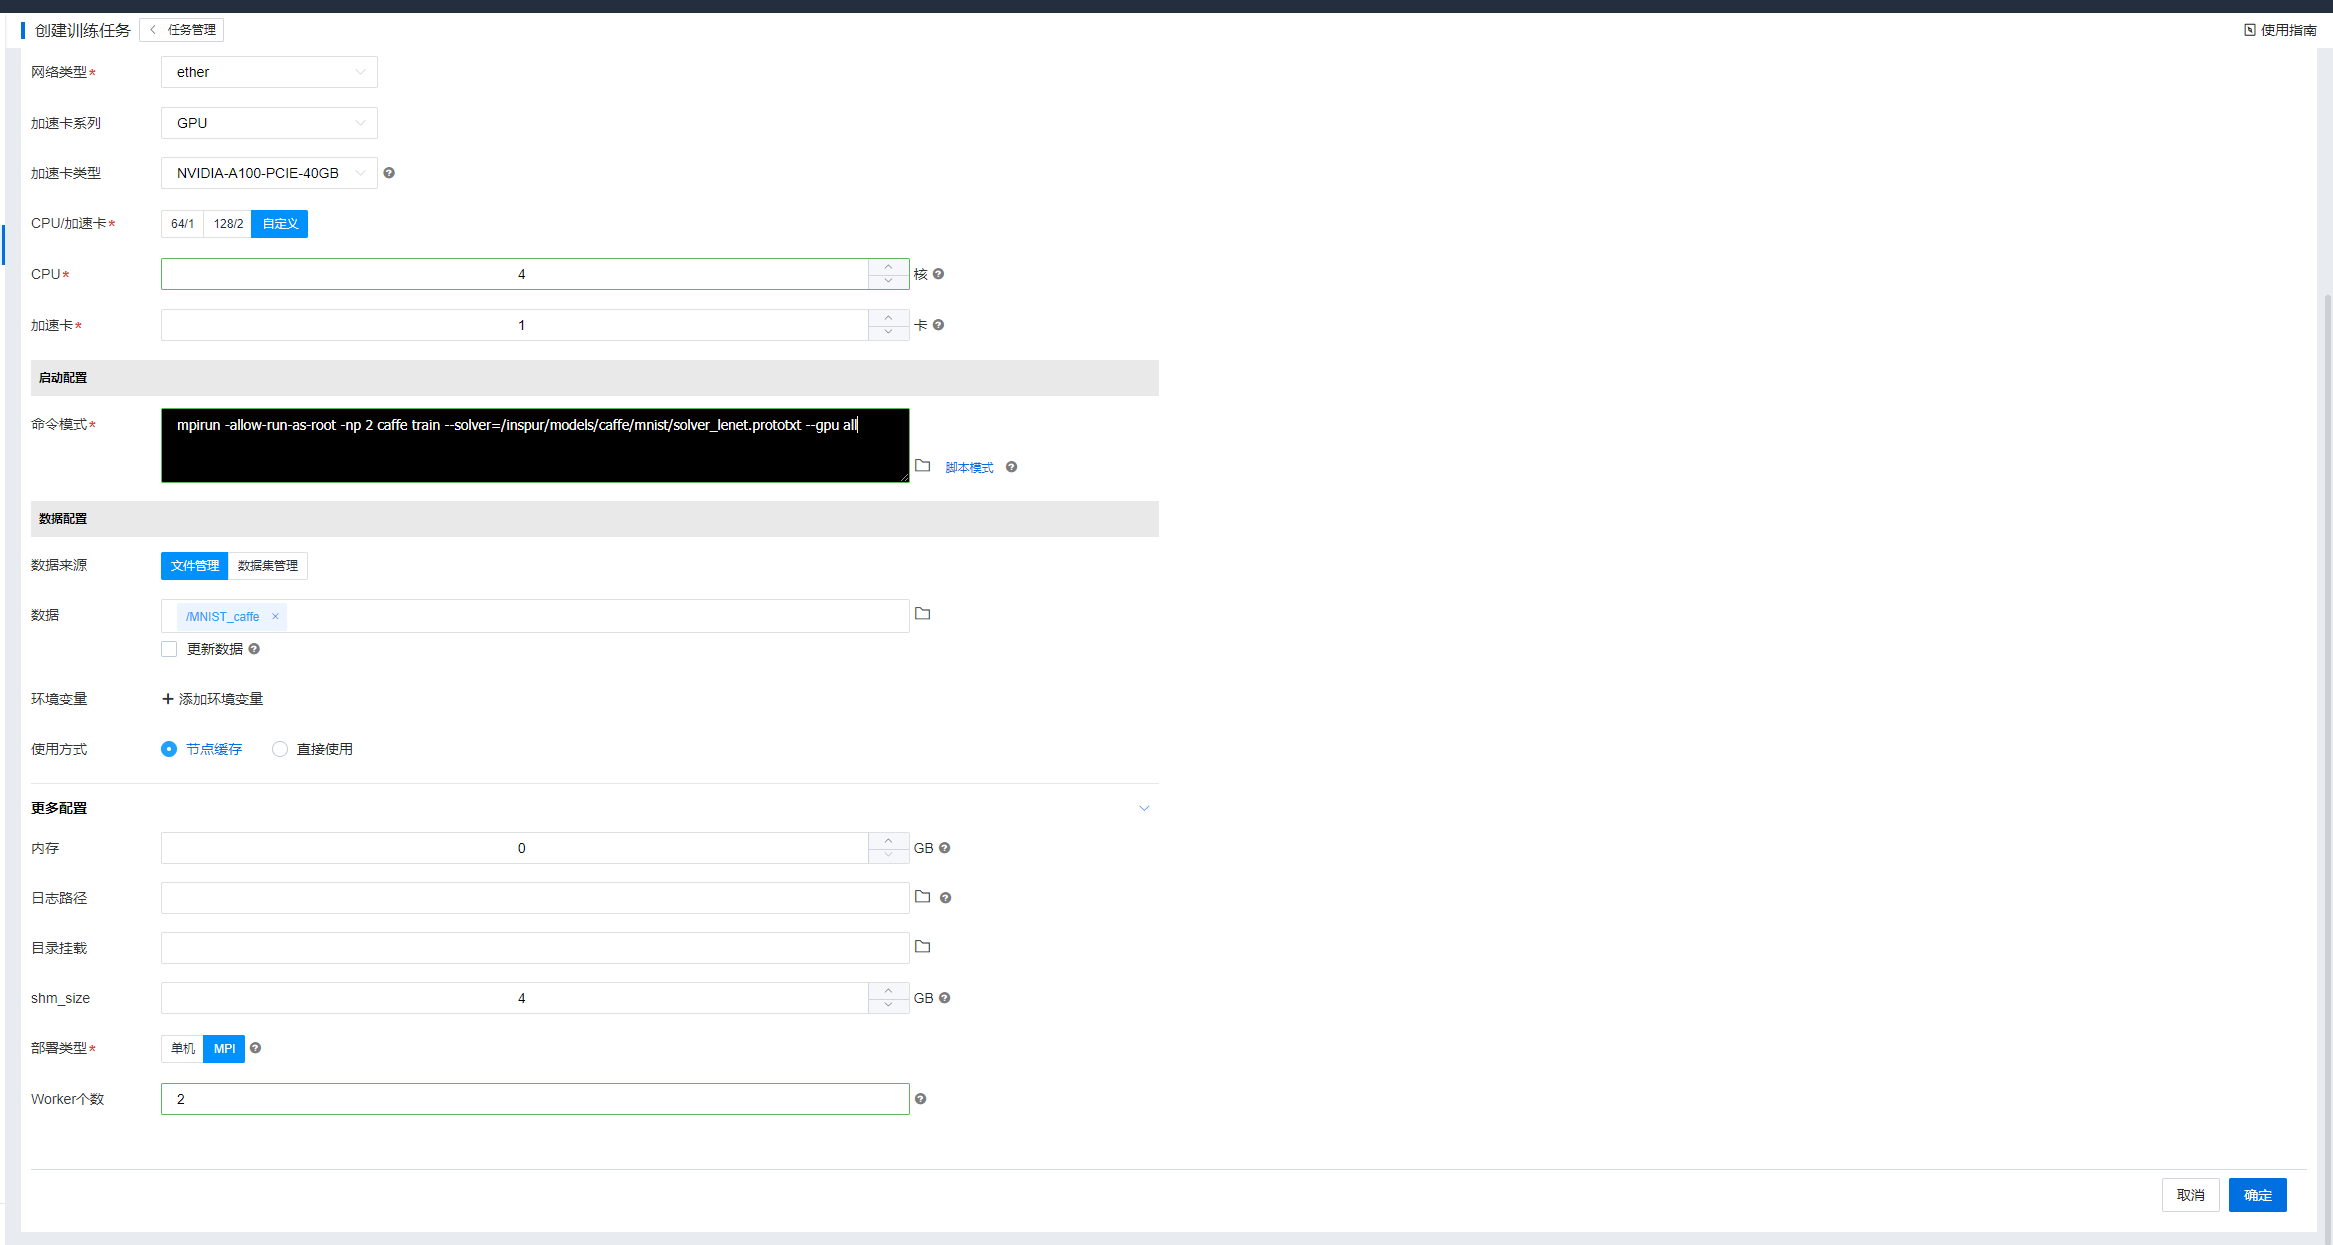 创建训练任务 任务管理 使用指南
网络类型* ether
加速卡系列 GPU
加速卡类型 NVIDIA-A100-PCIE-40GB
CPU/加速卡* 64/1 128/2 自定义
CPU* 4 核
加速卡* 1 卡
启动配置
命令模式* mpirun -allow-run-as-root -np 2 caffe train --solver=/inspur/models/caffe/mnist/solver_lenet.prototxt --gpu all
脚本模式
数据配置
数据来源 文件管理 数据集管理
数据 /MNIST_caffe ×
更新数据
环境变量 + 添加环境变量
使用方式 节点缓存 直接使用
更多配置
内存 0 GB
日志路径
目录挂载
shm_size 4 GB
部署类型* 单机 MPI
Worker个数 2
取消 确定